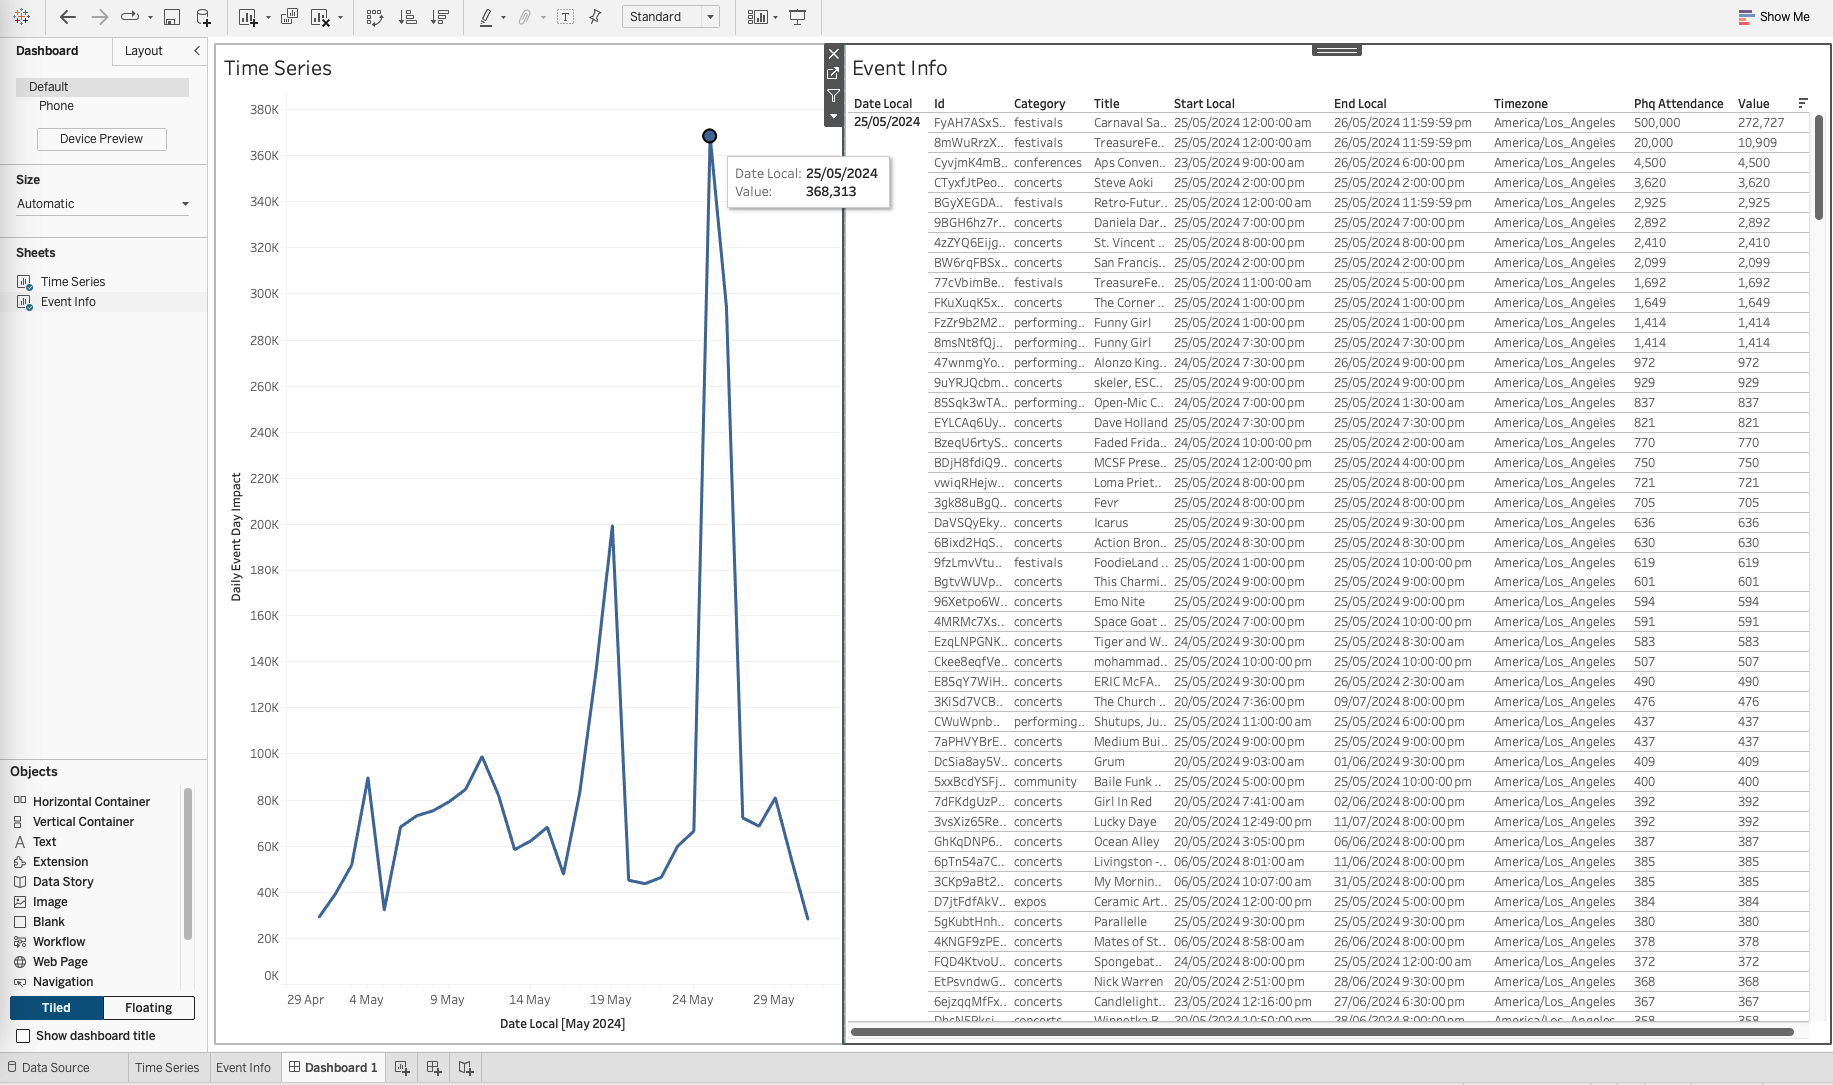 Standard
Show Me
Dashboard
Layout
Default
Phone
Device Preview
Size
Automatic
Sheets
Time Series
Event Info
Objects
Horizontal Container
Vertical Container
Text
Extension
Data Story
Image
Blank
Workflow
Web Page
Navigation
Tiled Floating
Show dashboard title
Time Series
Daily Event Day Impact
380K
360K
340K
320K
300K
280K
260K
240K
220K
200K
180K
160K
140K
120K
100K
80K
60K
40K
20K
0K
29 Apr 4 May 9 May 14 May 19 May 24 May 29 May
Date Local [May 2024]
Date Local: 25/05/2024
Value: 368,313
Event Info
Date Local Id Category Title Start Local End Local Timezone Phq Attendance Value
25/05/2024 FyAH7ASxS.. festivals Carnaval Sa.. 25/05/2024 12:00:00 am 26/05/2024 11:59:59 pm America/Los_Angeles 500,000 272,727
8mWuRrzX.. festivals TreasureFe.. 25/05/2024 12:00:00 am 26/05/2024 11:59:59 pm America/Los_Angeles 20,000 10,909
CyvjmK4mB.. conferences Aps Conven.. 23/05/2024 9:00:00 am 26/05/2024 6:00:00 pm America/Los_Angeles 4,500 4,500
CTyxfJtPeo.. concerts Steve Aoki 25/05/2024 2:00:00 pm 25/05/2024 2:00:00 pm America/Los_Angeles 3,620 3,620
BGyXEGDA.. festivals Retro-Futur.. 25/05/2024 12:00:00 am 25/05/2024 11:59:59 pm America/Los_Angeles 2,925 2,925
9BGH6hz7r.. concerts Daniela Dar.. 25/05/2024 7:00:00 pm 25/05/2024 7:00:00 pm America/Los_Angeles 2,892 2,892
4zZYQ6Eijg.. concerts St. Vincent .. 25/05/2024 8:00:00 pm 25/05/2024 8:00:00 pm America/Los_Angeles 2,410 2,410
BW6rqFBSx.. concerts San Francis.. 25/05/2024 2:00:00 pm 25/05/2024 2:00:00 pm America/Los_Angeles 2,099 2,099
77cVbimBe.. festivals TreasureFe.. 25/05/2024 11:00:00 am 25/05/2024 5:00:00 pm America/Los_Angeles 1,692 1,692
FKuXuqK5x.. concerts The Corner .. 25/05/2024 1:00:00 pm 25/05/2024 1:00:00 pm America/Los_Angeles 1,649 1,649
FzZr9b2M2.. performing.. Funny Girl 25/05/2024 1:00:00 pm 25/05/2024 1:00:00 pm America/Los_Angeles 1,414 1,414
8msNt8fQj.. performing.. Funny Girl 25/05/2024 7:30:00 pm 25/05/2024 7:30:00 pm America/Los_Angeles 1,414 1,414
47wnmgYo.. performing.. Alonzo King.. 24/05/2024 7:30:00 pm 26/05/2024 9:00:00 pm America/Los_Angeles 972 972
9uYRJQcbm.. concerts skeler, ESC.. 25/05/2024 9:00:00 pm 25/05/2024 9:00:00 pm America/Los_Angeles 929 929
85Sqk3wTA.. performing.. Open-Mic C.. 24/05/2024 7:00:00 pm 25/05/2024 1:30:00 am America/Los_Angeles 837 837
EYLCAq6Uy.. concerts Dave Holland 25/05/2024 7:30:00 pm 25/05/2024 7:30:00 pm America/Los_Angeles 821 821
BzeqU6rtyS.. concerts Faded Frida.. 24/05/2024 10:00:00 pm 25/05/2024 2:00:00 am America/Los_Angeles 770 770
BDjH8fdiQ9.. concerts MCSF Prese.. 25/05/2024 12:00:00 pm 25/05/2024 4:00:00 pm America/Los_Angeles 750 750
vwiqRHejw.. concerts Loma Priet.. 25/05/2024 8:00:00 pm 25/05/2024 8:00:00 pm America/Los_Angeles 721 721
3gk88uBgQ.. concerts Fevr 25/05/2024 8:00:00 pm 25/05/2024 8:00:00 pm America/Los_Angeles 705 705
DaVSQyEky.. concerts Icarus 25/05/2024 9:30:00 pm 25/05/2024 9:30:00 pm America/Los_Angeles 636 636
6Bixd2HqS.. concerts Action Bron.. 25/05/2024 8:30:00 pm 25/05/2024 8:30:00 pm America/Los_Angeles 630 630
9fzLmvVtu.. festivals FoodieLand .. 25/05/2024 1:00:00 pm 25/05/2024 10:00:00 pm America/Los_Angeles 619 619
BgtvWUVp.. concerts This Charmi.. 25/05/2024 9:00:00 pm 25/05/2024 9:00:00 pm America/Los_Angeles 601 601
96Xetpo6W.. concerts Emo Nite 25/05/2024 9:00:00 pm 25/05/2024 9:00:00 pm America/Los_Angeles 594 594
4MRMc7Xs.. concerts Space Goat .. 25/05/2024 7:00:00 pm 25/05/2024 10:00:00 pm America/Los_Angeles 591 591
EzqLNPGNK.. concerts Tiger and W.. 24/05/2024 9:30:00 pm 25/05/2024 8:30:00 am America/Los_Angeles 583 583
Ckee8eqfVe.. concerts mohammad.. 25/05/2024 10:00:00 pm 25/05/2024 10:00:00 pm America/Los_Angeles 507 507
E8SqY7WiH.. concerts ERIC McFA.. 25/05/2024 9:30:00 pm 26/05/2024 2:30:00 am America/Los_Angeles 490 490
3KiSd7VCB.. concerts The Church .. 20/05/2024 7:36:00 pm 09/07/2024 8:00:00 pm America/Los_Angeles 476 476
CWuWpnb.. performing.. Shutups, Ju.. 25/05/2024 11:00:00 am 25/05/2024 6:00:00 pm America/Los_Angeles 437 437
7aPHVYBrE.. concerts Medium Bui.. 25/05/2024 9:00:00 pm 25/05/2024 9:00:00 pm America/Los_Angeles 437 437
DcSia8ay5V.. concerts Grum 20/05/2024 9:03:00 am 01/06/2024 9:30:00 pm America/Los_Angeles 409 409
5xxBcdYSFj.. community Baile Funk .. 25/05/2024 5:00:00 pm 25/05/2024 10:00:00 pm America/Los_Angeles 400 400
7dFKdgUzP.. concerts Girl In Red 20/05/2024 7:41:00 am 02/06/2024 8:00:00 pm America/Los_Angeles 392 392
3vsXiz65Re.. concerts Lucky Daye 20/05/2024 12:49:00 pm 11/07/2024 8:00:00 pm America/Los_Angeles 392 392
GhKqDNP6.. concerts Ocean Alley 20/05/2024 3:05:00 pm 06/06/2024 8:00:00 pm America/Los_Angeles 387 387
6pTn54a7C.. concerts Livingston -.. 06/05/2024 8:01:00 am 11/06/2024 8:00:00 pm America/Los_Angeles 385 385
3CKp9aBt2.. concerts My Mornin.. 06/05/2024 10:07:00 am 31/05/2024 8:00:00 pm America/Los_Angeles 385 385
D7jtFdfAkV.. expos Ceramic Art.. 25/05/2024 12:00:00 pm 25/05/2024 5:00:00 pm America/Los_Angeles 384 384
5gKubtHnh.. concerts Parallelle 25/05/2024 9:30:00 pm 25/05/2024 9:30:00 pm America/Los_Angeles 380 380
4KNGF9zPE.. concerts Mates of St.. 06/05/2024 8:58:00 am 26/06/2024 8:00:00 pm America/Los_Angeles 378 378
FQD4KtvoU.. concerts Spongebat.. 24/05/2024 8:00:00 pm 25/05/2024 12:00:00 am America/Los_Angeles 372 372
EtPsvndwG.. concerts Nick Warren 20/05/2024 2:51:00 pm 28/06/2024 9:30:00 pm America/Los_Angeles 368 368
6ejzqqMfFx.. concerts Candlelight.. 23/05/2024 12:16:00 pm 27/06/2024 6:30:00 pm America/Los_Angeles 367 367
concerts 20/05/2024 10:50:00 pm 28/06/2024 8:00:00 pm America/Los_Angeles 358 358
Data Source Time Series Event Info Dashboard 1